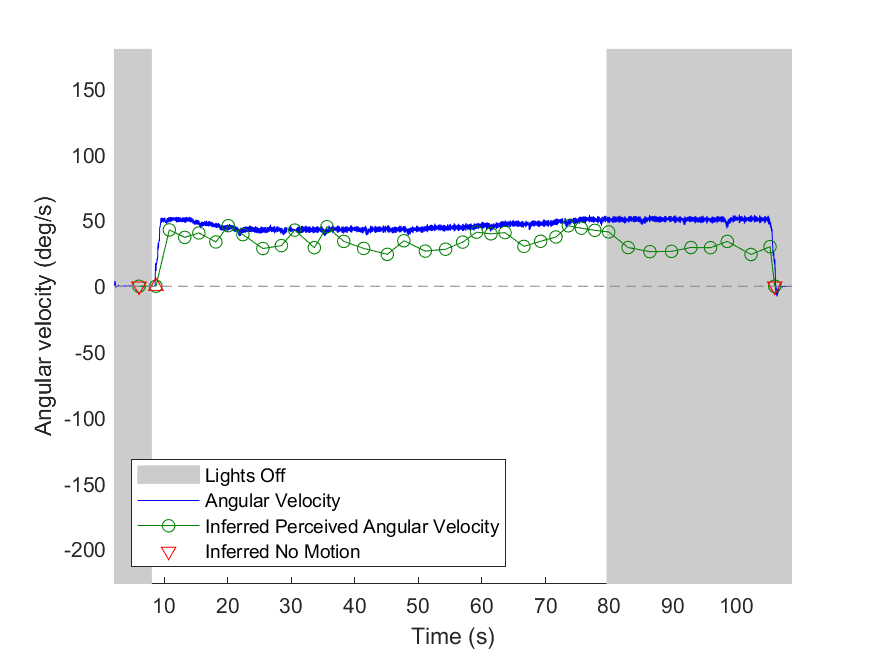 150
100
50
0
-50
-100
-150
-200
Angular velocity (deg/s)
Lights Off
Angular Velocity
Inferred Perceived Angular Velocity
Inferred No Motion
10 20 30 40 50 60 70 80 90 100
Time (s)